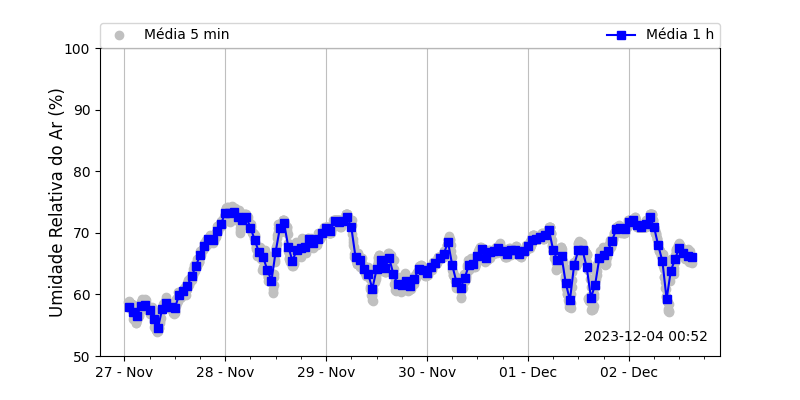 Média 5 min
Média 1 h
Umidade Relativa do Ar (%)
100
90
80
70
60
50
2023-12-04 00:52
27 - Nov
28 - Nov
29 - Nov
30 - Nov
01 - Dec
02 - Dec